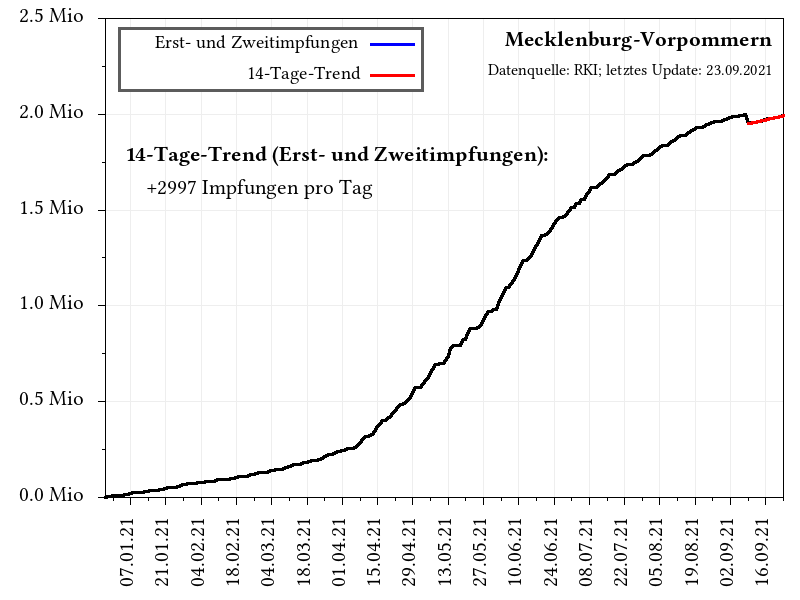 2.5 Mio
Erst- und Zweitimpfungen
14-Tage-Trend
Mecklenburg-Vorpommern
Datenquelle: RKI; letztes Update: 23.09.2021
2.0 Mio
14-Tage-Trend (Erst- und Zweitimpfungen):
+2997 Impfungen pro Tag
1.5 Mio
1.0 Mio
0.5 Mio
0.0 Mio
07.01.21
21.01.21
04.02.21
18.02.21
04.03.21
18.03.21
01.04.21
15.04.21
29.04.21
13.05.21
27.05.21
10.06.21
24.06.21
08.07.21
22.07.21
05.08.21
19.08.21
02.09.21
16.09.21